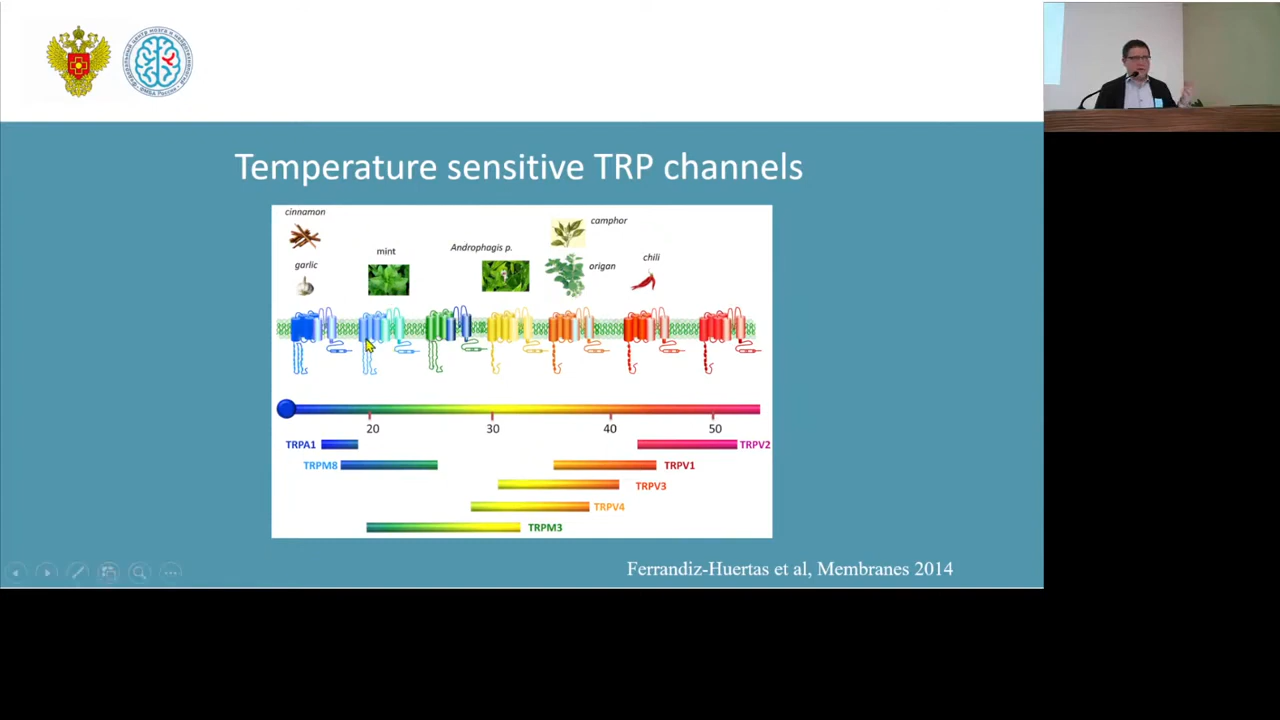 Temperature sensitive TRP channels
cinnamon
camphor
mint
Androphagis p.
chili
garlic
origan
20
30
40
50
TRPA1
TRPV2
TRPM8
TRPV1
TRPV3
TRPV4
TRPM3
Ferrandiz-Huertas et al, Membranes 2014